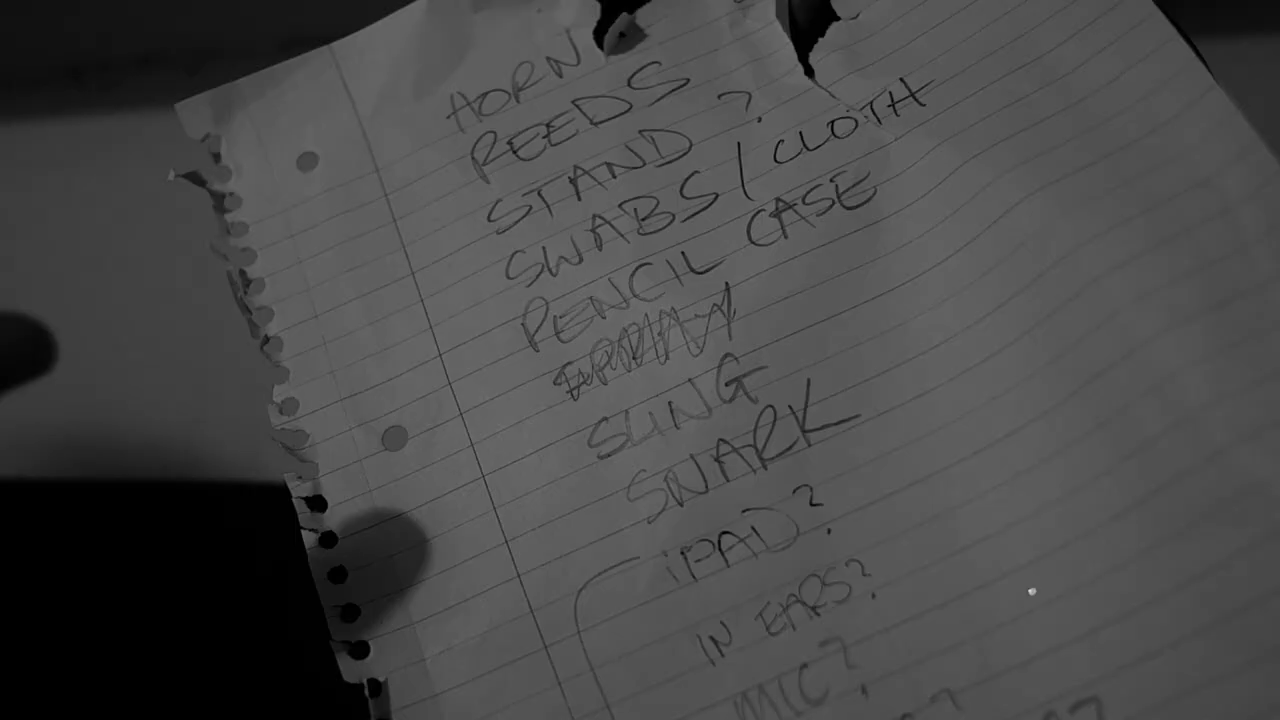 HORN
REEDS
STAND ?
SWABS / CLOTH
PENCIL CASE
SLING
SNARK
iPAD?
IN EARS?
MIC?